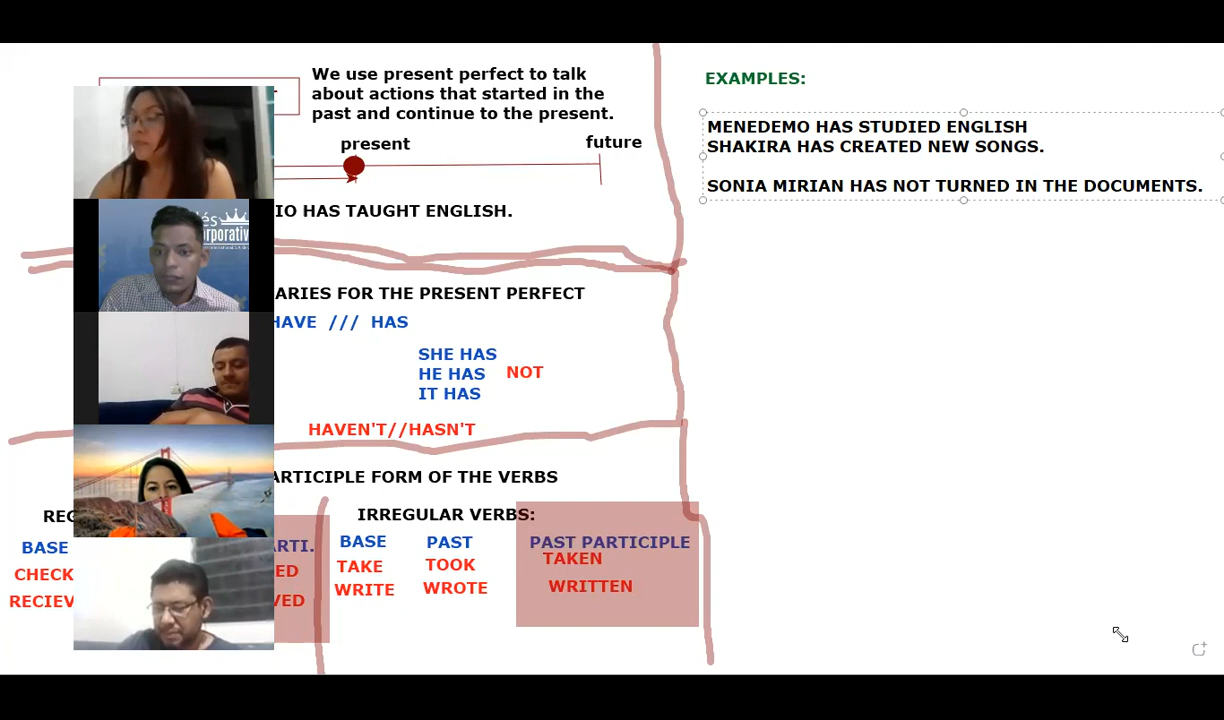 We use present perfect to talk
about actions that started in the
past and continue to the present.
present
future
IO HAS TAUGHT ENGLISH.
ARIES FOR THE PRESENT PERFECT
HAVE /// HAS
SHE HAS
HE HAS
IT HAS
NOT
HAVEN'T//HASN'T
ARTICIPLE FORM OF THE VERBS
REG
BASE
CHECK
RECIEV
ARTI.
ED
VED
IRREGULAR VERBS:
BASE PAST PAST PARTICIPLE
TAKE TOOK TAKEN
WRITE WROTE WRITTEN
EXAMPLES:
MENEDEMO HAS STUDIED ENGLISH
SHAKIRA HAS CREATED NEW SONGS.
SONIA MIRIAN HAS NOT TURNED IN THE DOCUMENTS.